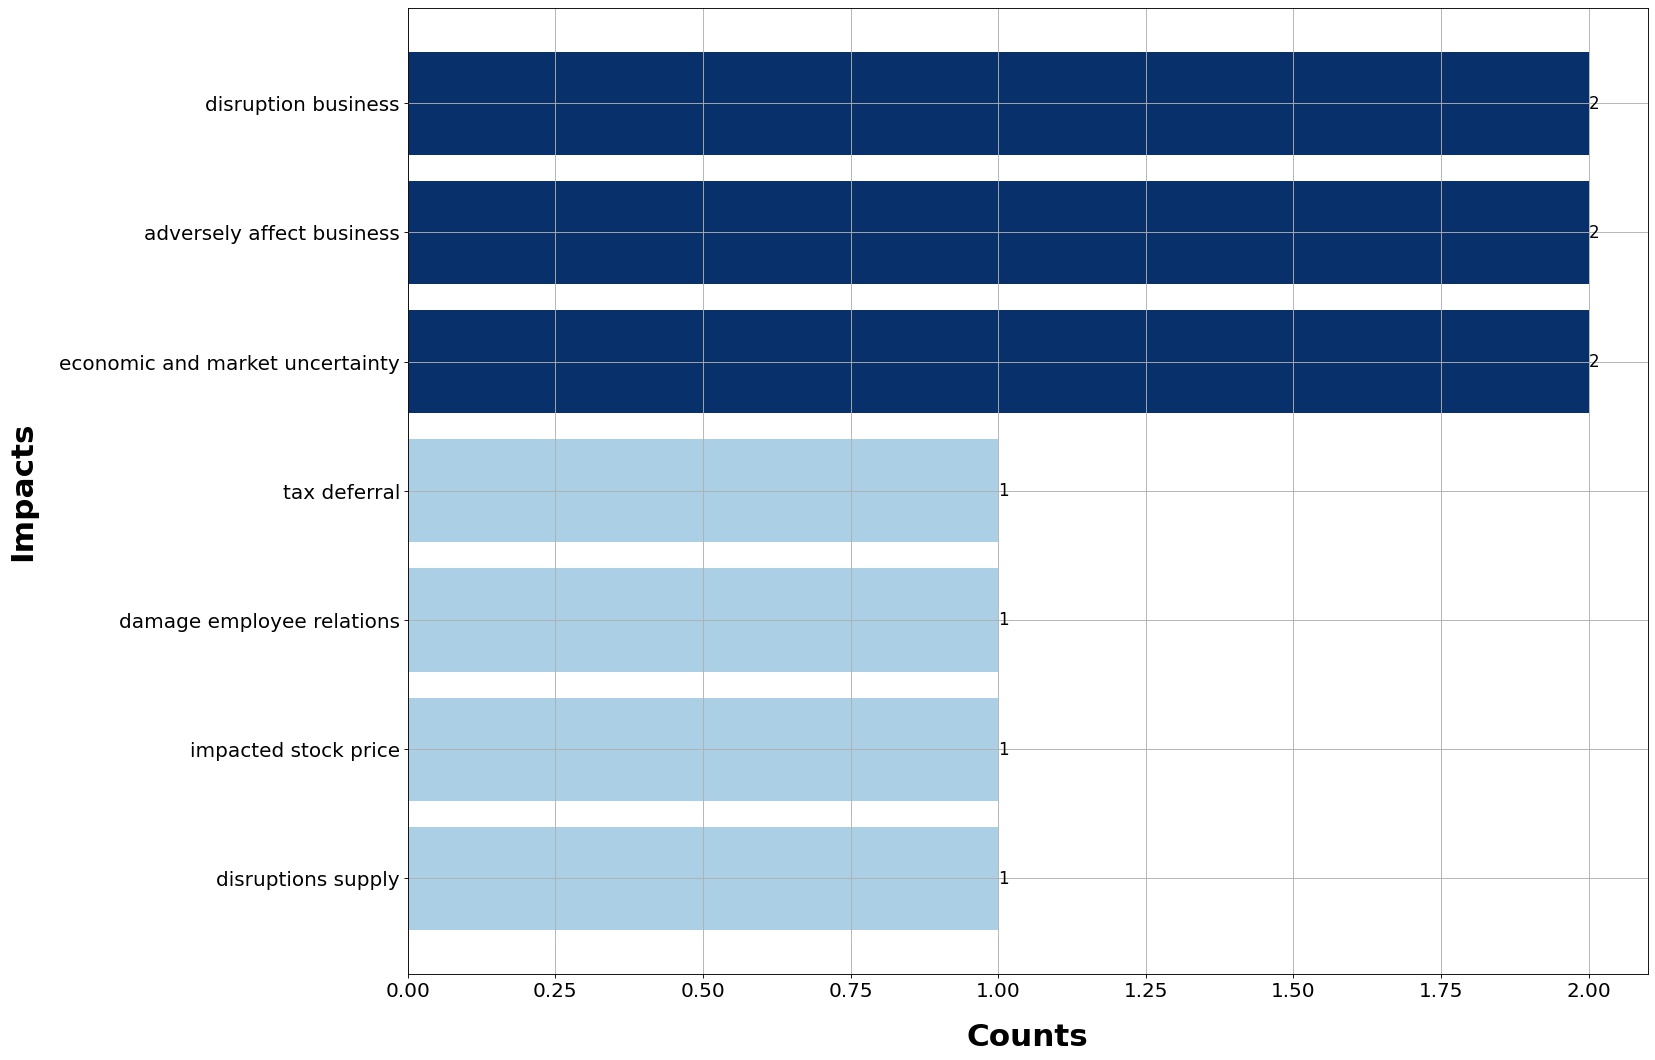 Impacts
disruption business
2
adversely affect business
2
economic and market uncertainty
2
tax deferral
1
damage employee relations
1
impacted stock price
1
disruptions supply
1
0.00 0.25 0.50 0.75 1.00 1.25 1.50 1.75 2.00
Counts